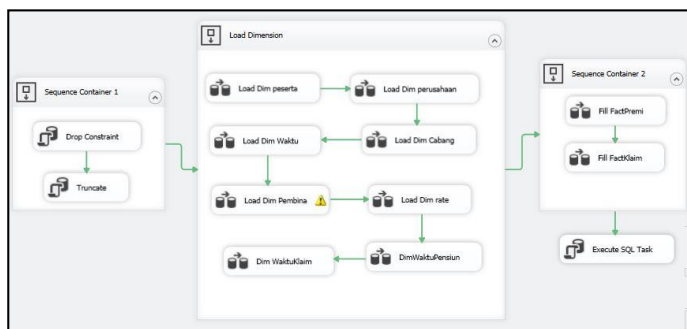 Sequence Container 1
Drop Constraint
Truncate
Load Dimension
Load Dim peserta
Load Dim perusahaan
Load Dim Waktu
Load Dim Cabang
Load Dim Pembina
Load Dim rate
Dim WaktuKlaim
DimWaktuPensiun
Sequence Container 2
Fill FactPremi
Fill FactKlaim
Execute SQL Task